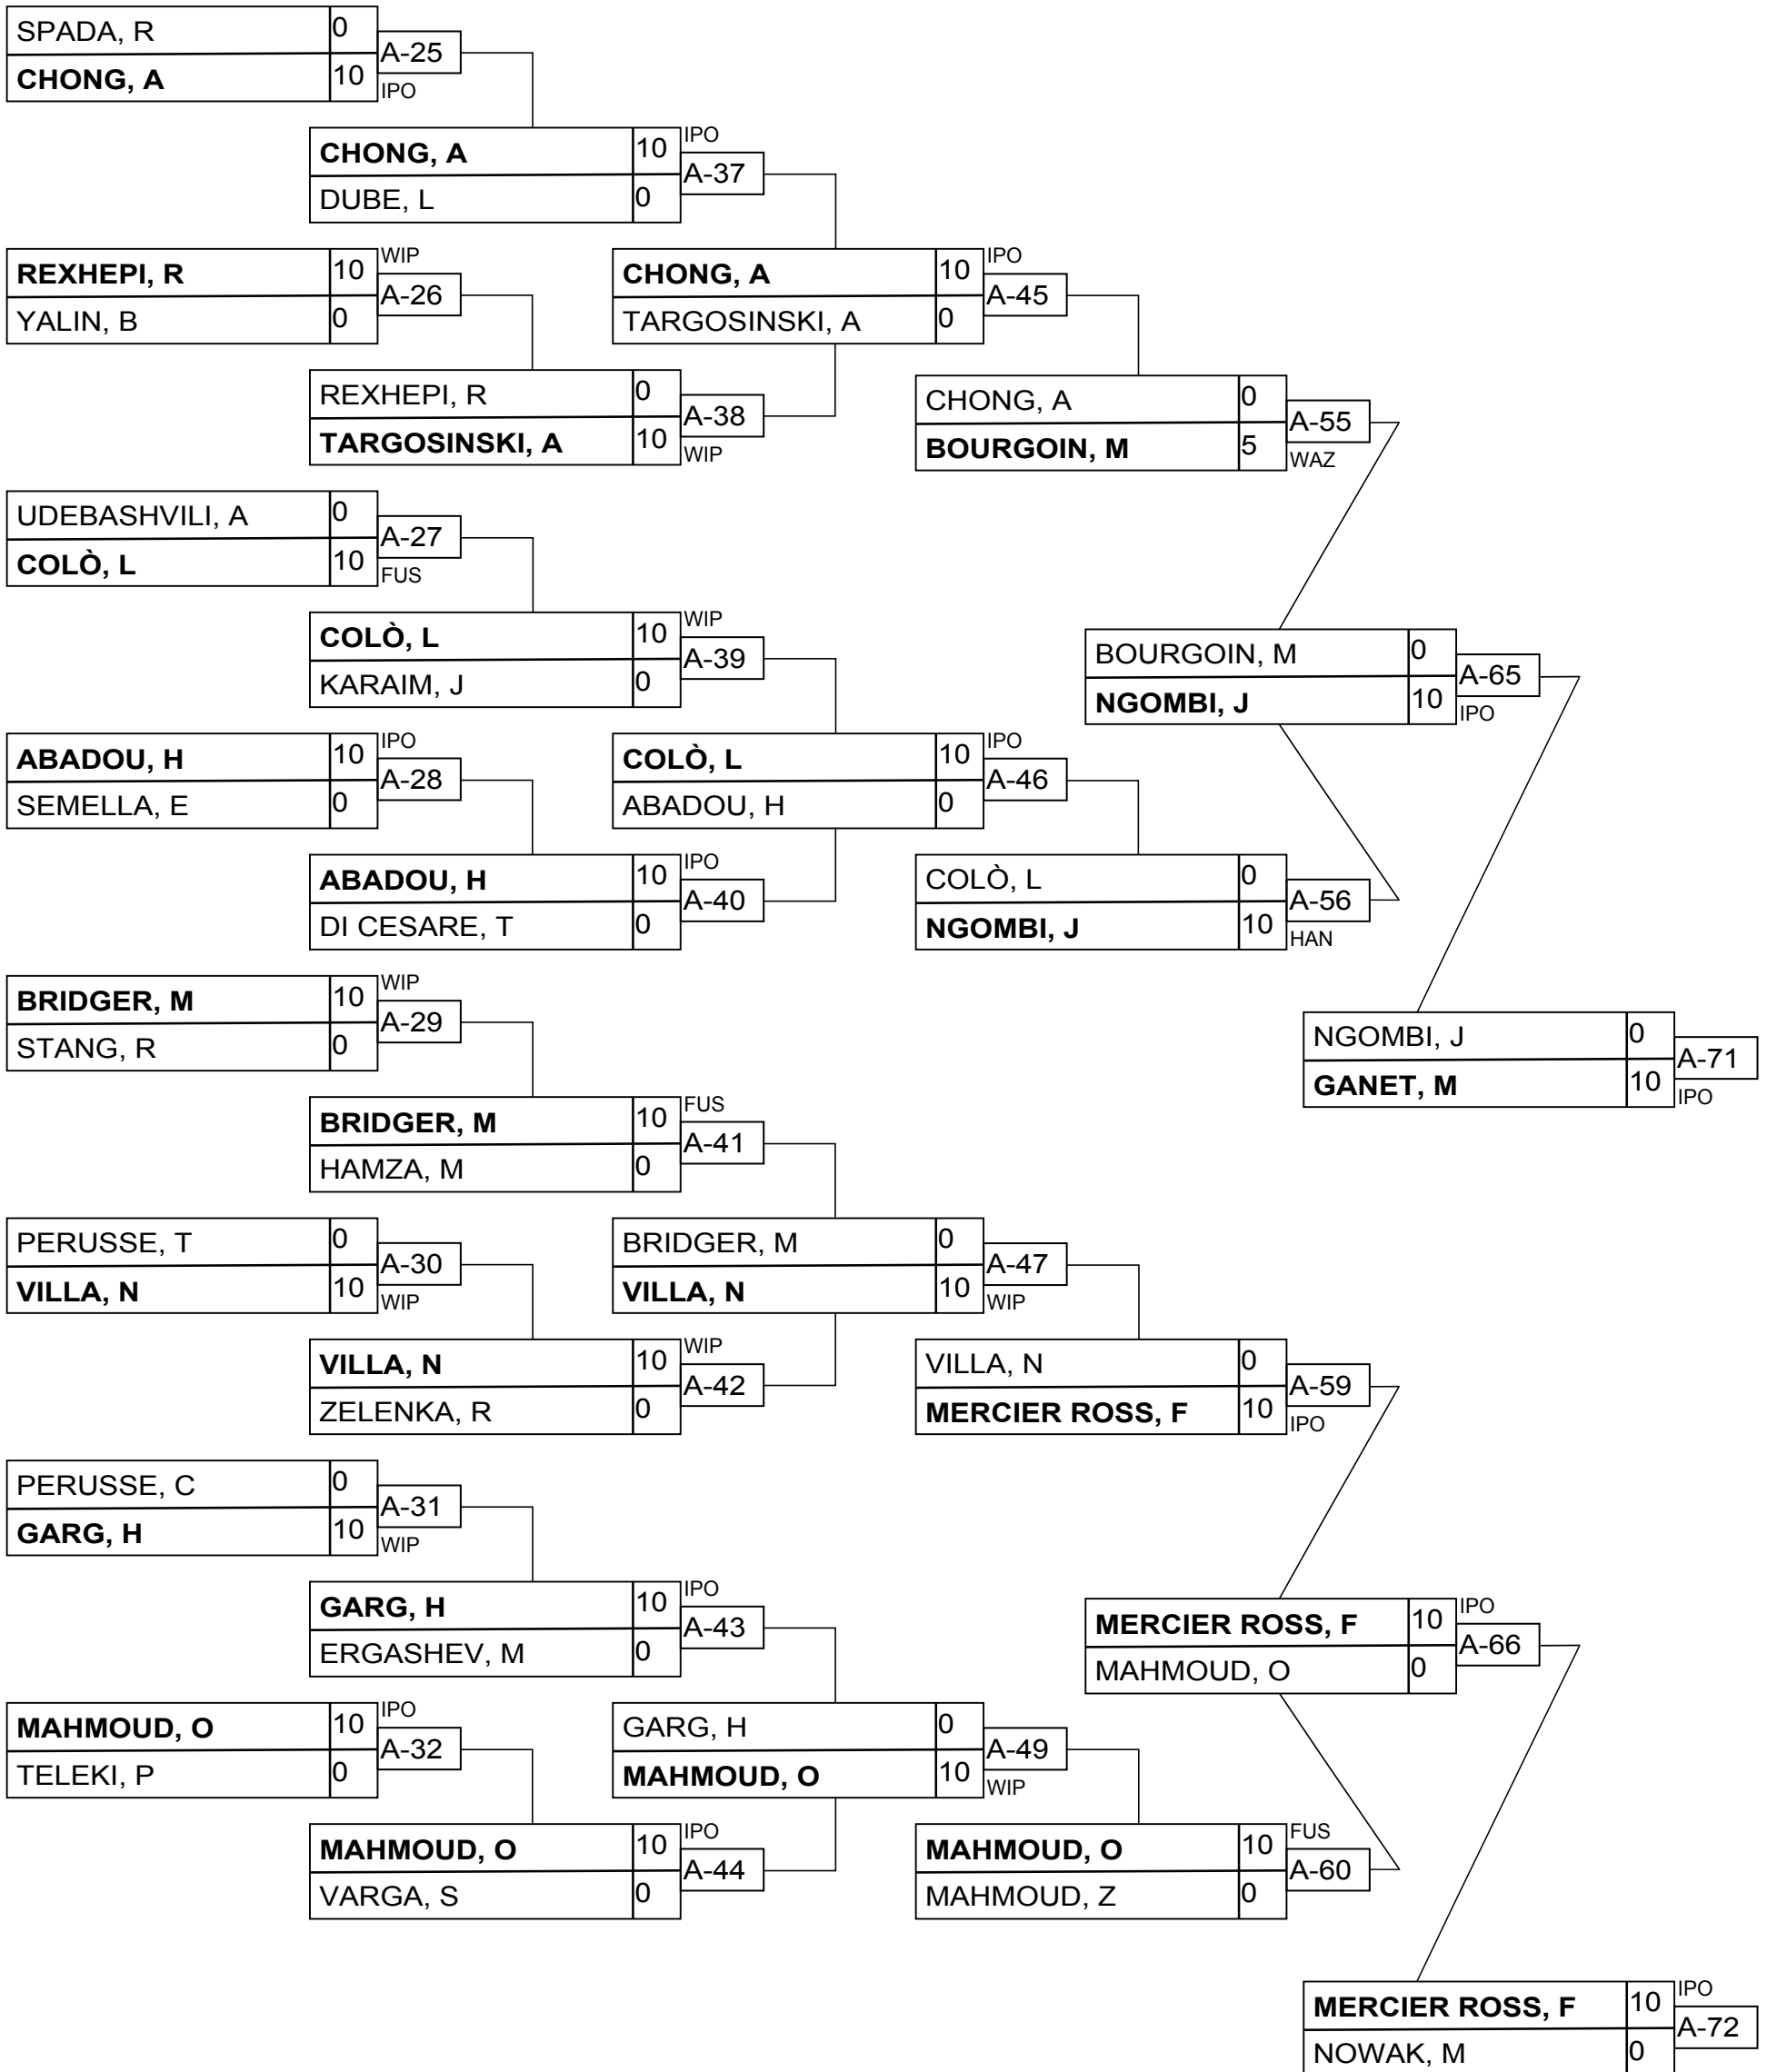 SPADA, R 0
A-25
CHONG, A 10
IPO
CHONG, A 10 IPO
A-37
DUBE, L 0
REXHEPI, R 10 WIP
A-26
YALIN, B 0
CHONG, A 10 IPO
A-45
TARGOSINSKI, A 0
REXHEPI, R 0
A-38
TARGOSINSKI, A 10
WIP
CHONG, A 0
A-55
BOURGOIN, M 5
WAZ
UDEBASHVILI, A 0
A-27
COLÒ, L 10
FUS
COLÒ, L 10 WIP
A-39
KARAIM, J 0
BOURGOIN, M 0
A-65
NGOMBI, J 10
IPO
ABADOU, H 10 IPO
A-28
SEMELLA, E 0
COLÒ, L 10 IPO
A-46
ABADOU, H 0
ABADOU, H 10 IPO
A-40
DI CESARE, T 0
COLÒ, L 0
A-56
NGOMBI, J 10
HAN
BRIDGER, M 10 WIP
A-29
STANG, R 0
NGOMBI, J 0
A-71
GANET, M 10
IPO
BRIDGER, M 10 FUS
A-41
HAMZA, M 0
PERUSSE, T 0
A-30
VILLA, N 10
WIP
BRIDGER, M 0
A-47
VILLA, N 10
WIP
VILLA, N 10 WIP
A-42
ZELENKA, R 0
VILLA, N 0
A-59
MERCIER ROSS, F 10
IPO
PERUSSE, C 0
A-31
GARG, H 10
WIP
GARG, H 10 IPO
A-43
ERGASHEV, M 0
MERCIER ROSS, F 10 IPO
A-66
MAHMOUD, O 0
MAHMOUD, O 10 IPO
A-32
TELEKI, P 0
GARG, H 0
A-49
MAHMOUD, O 10
WIP
MAHMOUD, O 10 IPO
A-44
VARGA, S 0
MAHMOUD, O 10 FUS
A-60
MAHMOUD, Z 0
MERCIER ROSS, F 10 IPO
A-72
NOWAK, M 0